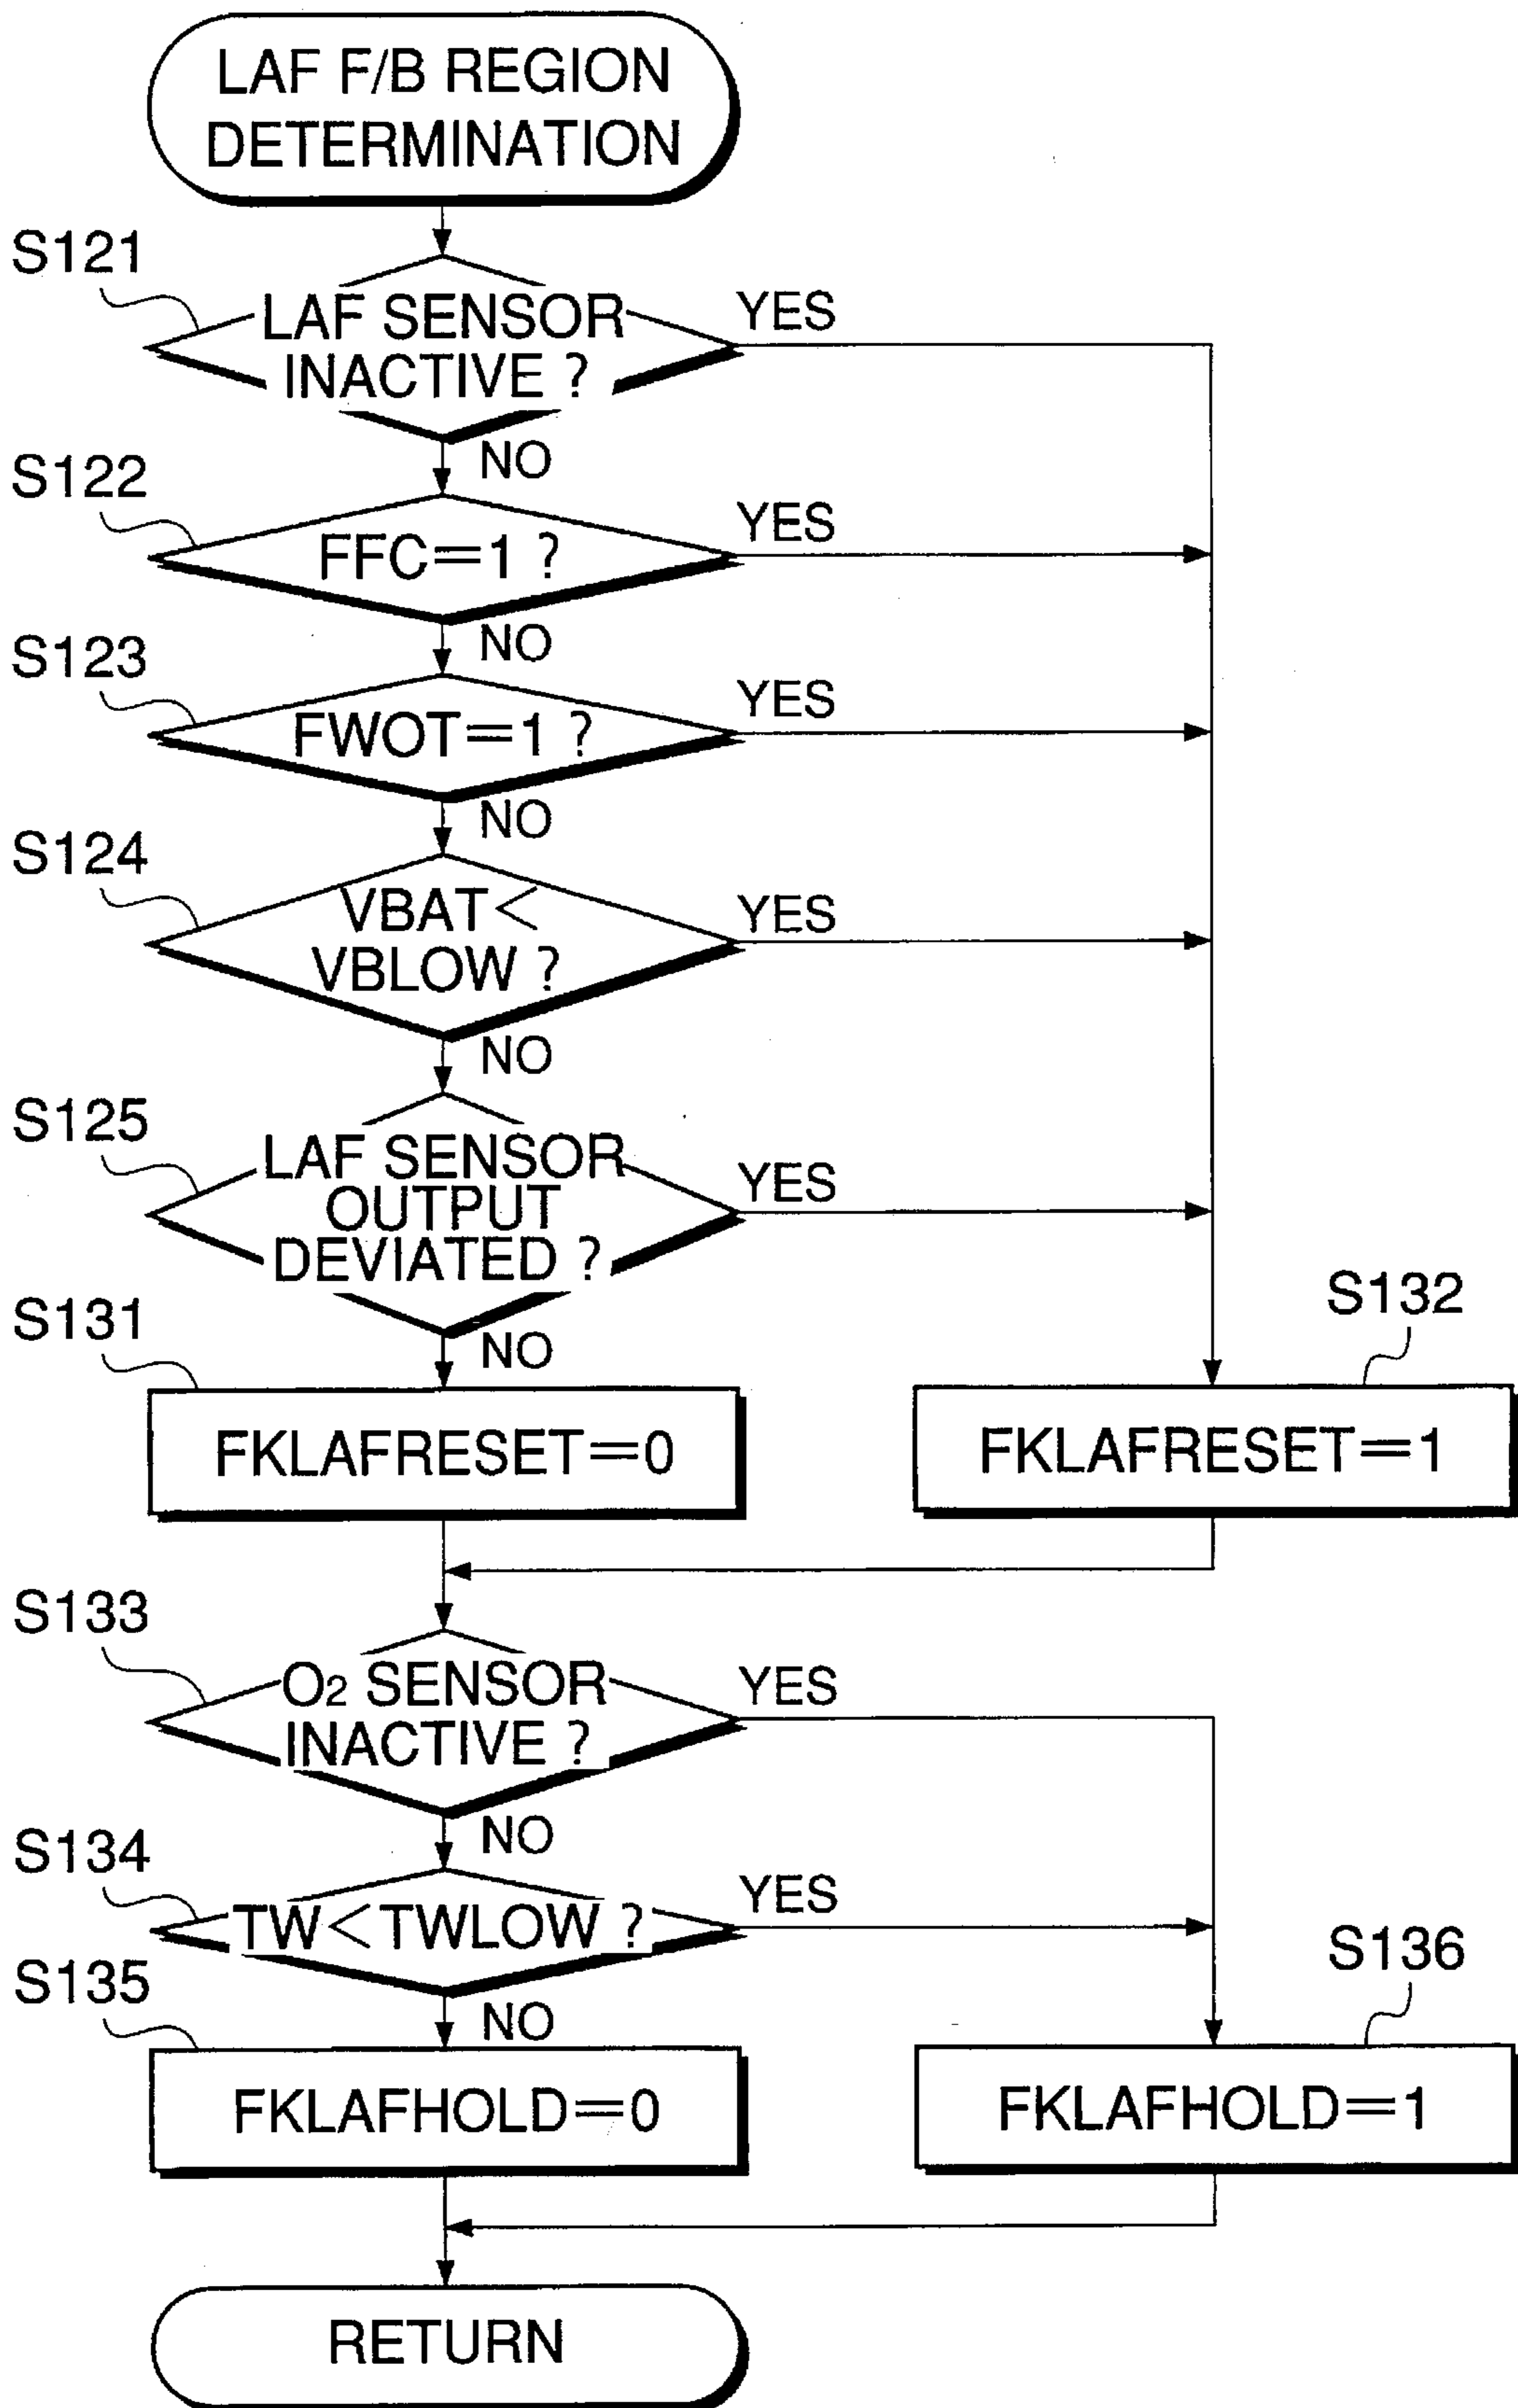 LAF F/B REGION
DETERMINATION
S121
LAF SENSOR
INACTIVE ?
YES
NO
S122
FFC=1 ?
YES
NO
S123
FWOT=1 ?
YES
NO
S124
VBAT<
VBLOW ?
YES
NO
S125
LAF SENSOR
OUTPUT
DEVIATED ?
YES
NO
S131
FKLAFRESET=0
S132
FKLAFRESET=1
S133
O2 SENSOR
INACTIVE ?
YES
NO
S134
TW<TWLOW ?
YES
NO
S135
FKLAFHOLD=0
S136
FKLAFHOLD=1
RETURN